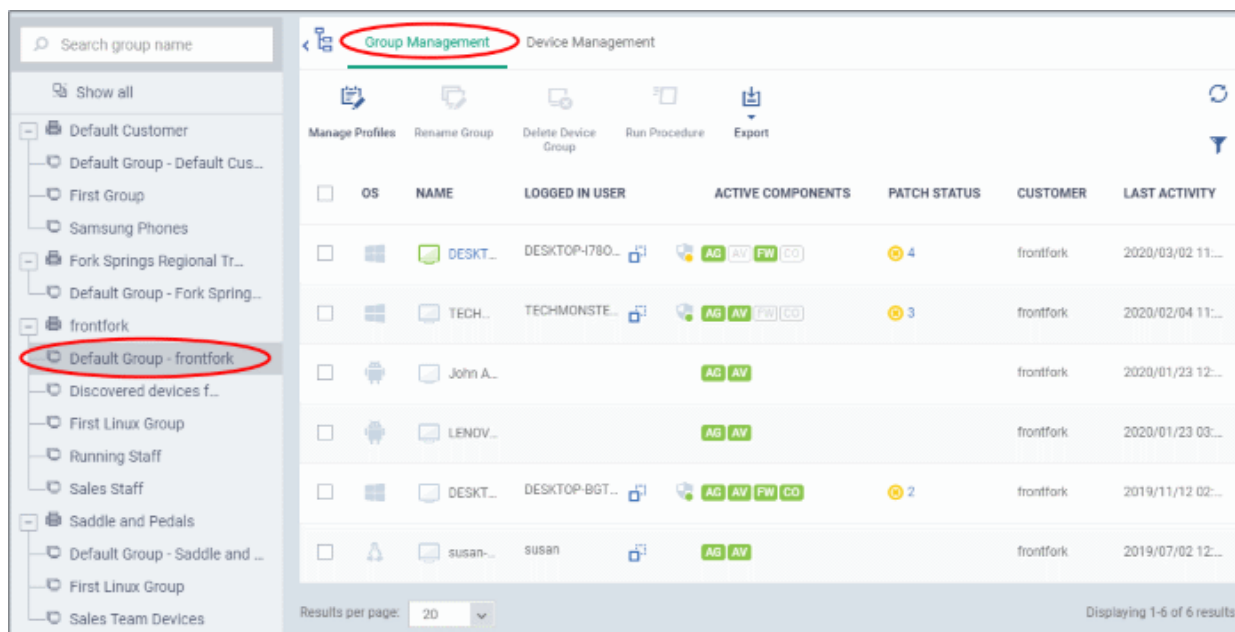 Search group name
Show all
Default Customer
Default Group - Default Cus...
First Group
Samsung Phones
Fork Springs Regional Tr...
Default Group - Fork Spring...
frontfork
Default Group - frontfork
Discovered devices f...
First Linux Group
Running Staff
Sales Staff
Saddle and Pedals
Default Group - Saddle and ...
First Linux Group
Sales Team Devices
Group Management Device Management
Manage Profiles Rename Group Delete Device Group Run Procedure Export
OS NAME LOGGED IN USER ACTIVE COMPONENTS PATCH STATUS CUSTOMER LAST ACTIVITY
DESKT... DESKTOP-I78O... AG AV FW CO 4 frontfork 2020/03/02 11:...
TECH... TECHMONSTE... AG AV FW CO 3 frontfork 2020/02/04 11:...
John A... AG AV frontfork 2020/01/23 12:...
LENOV... AG AV frontfork 2020/01/23 03:...
DESKT... DESKTOP-BGT... AG AV FW CO 2 frontfork 2019/11/12 02:...
susan-... susan AG AV frontfork 2019/07/02 12:...
Results per page: 20 Displaying 1-6 of 6 results